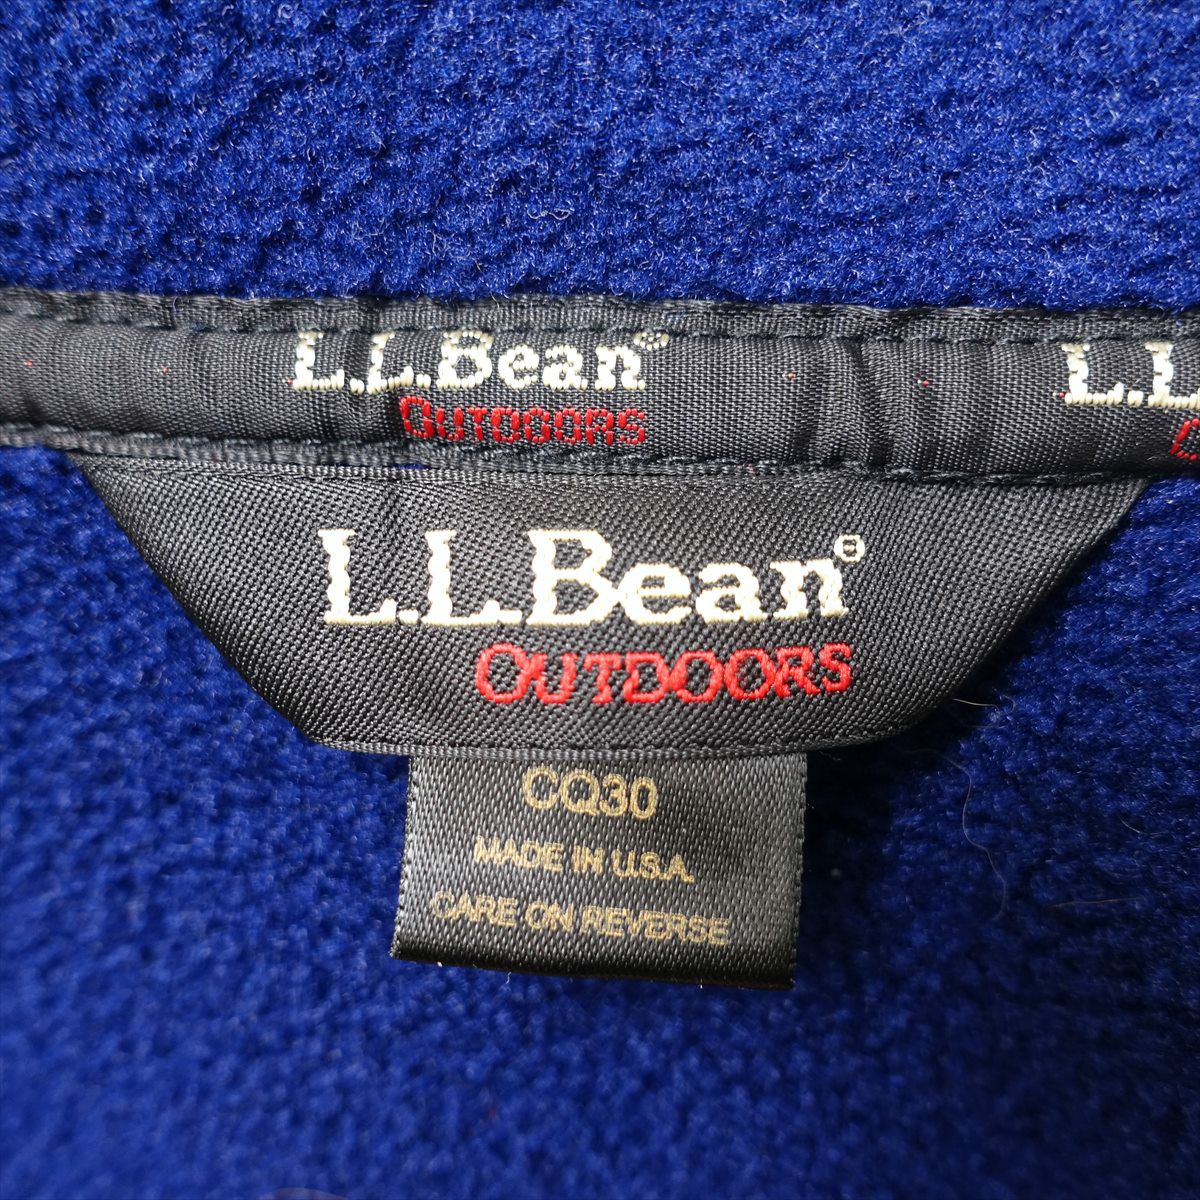 L.L.Bean®
OUTDOORS
L.L
L.L.Bean®
OUTDOORS
CQ30
MADE IN U.S.A.
CARE ON REVERSE